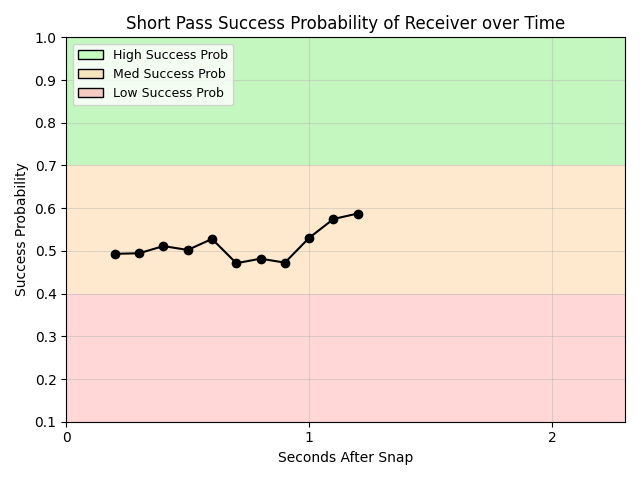 Short Pass Success Probability of Receiver over Time
High Success Prob
Med Success Prob
Low Success Prob
Success Probability
1.0
0.9
0.8
0.7
0.6
0.5
0.4
0.3
0.2
0.1
0 1 2
Seconds After Snap